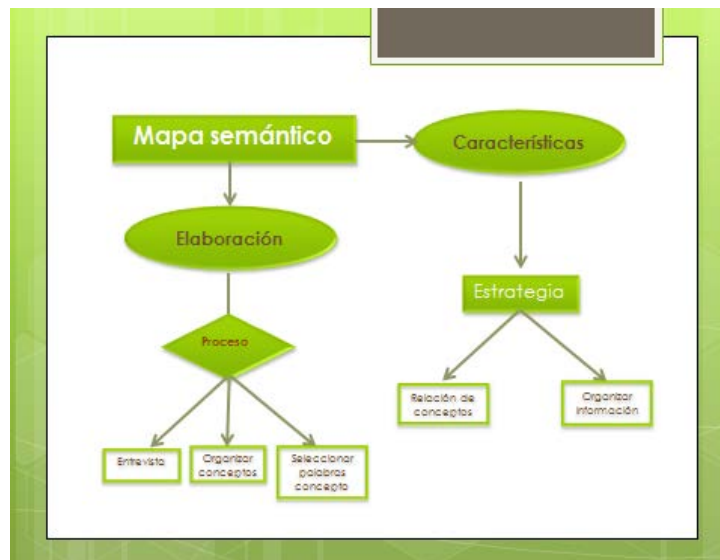 Mapa semántico
Características
Elaboración
Estrategia
Proceso
Relación de
conceptos
Organizar
información
Entrevista
Organizar
conceptos
Seleccionar
palabras
concepto